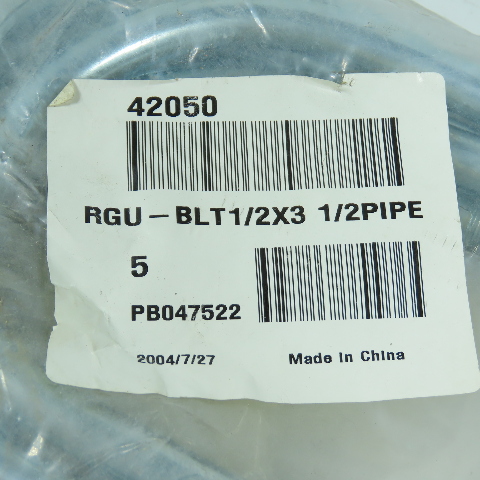 42050
RGU-BLT1/2X3 1/2PIPE
5
PB047522
2004/7/27 Made in China